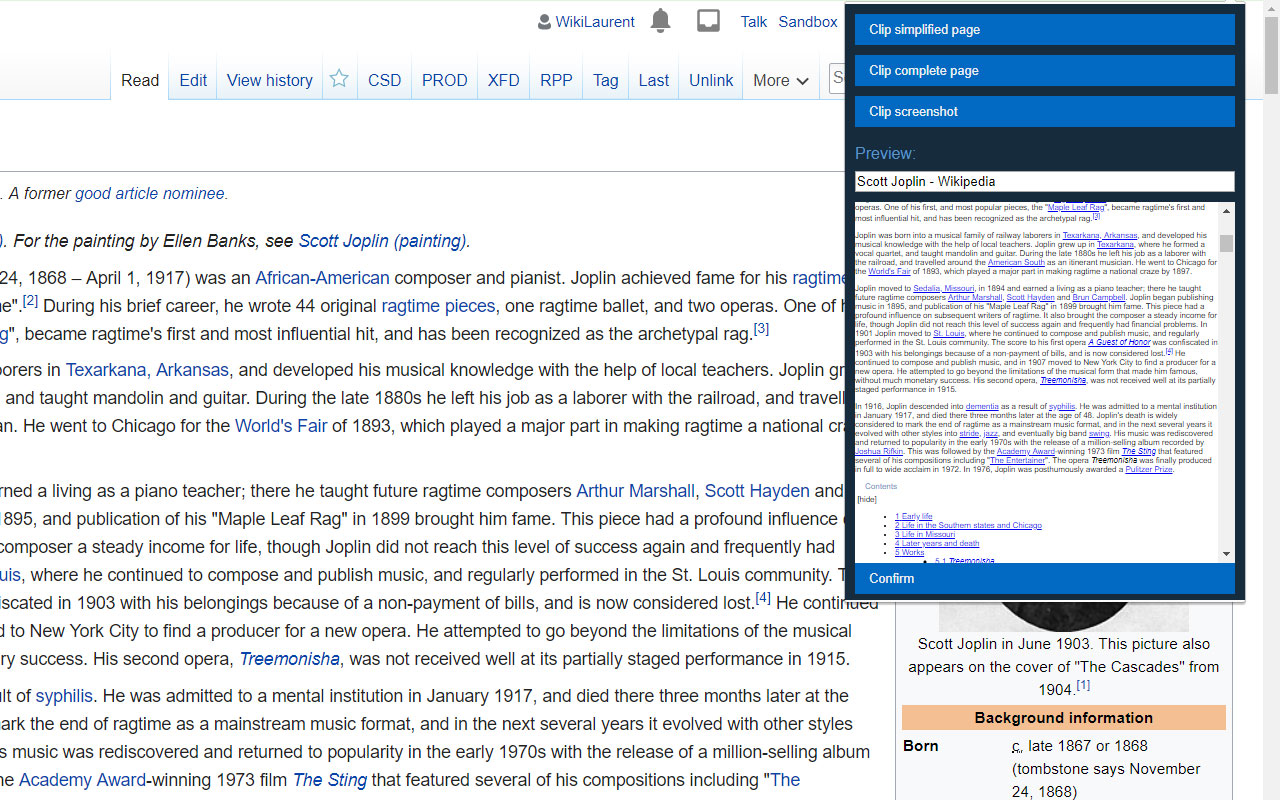 WikiLaurent Talk Sandbox
Read Edit View history CSD PROD XFD RPP Tag Last Unlink More
. A former good article nominee.
). For the painting by Ellen Banks, see Scott Joplin (painting).
24, 1868 – April 1, 1917) was an African-American composer and pianist. Joplin achieved fame for his ragtime
e".[2] During his brief career, he wrote 44 original ragtime pieces, one ragtime ballet, and two operas. One of
g", became ragtime's first and most influential hit, and has been recognized as the archetypal rag.[3]
orers in Texarkana, Arkansas, and developed his musical knowledge with the help of local teachers. Joplin gr
and taught mandolin and guitar. During the late 1880s he left his job as a laborer with the railroad, and travell
an. He went to Chicago for the World's Fair of 1893, which played a major part in making ragtime a national cra
rned a living as a piano teacher; there he taught future ragtime composers Arthur Marshall, Scott Hayden and
1895, and publication of his "Maple Leaf Rag" in 1899 brought him fame. This piece had a profound influence
composer a steady income for life, though Joplin did not reach this level of success again and frequently had
uis, where he continued to compose and publish music, and regularly performed in the St. Louis community. T
iscated in 1903 with his belongings because of a non-payment of bills, and is now considered lost.[4] He continued
d to New York City to find a producer for a new opera. He attempted to go beyond the limitations of the musical
ry success. His second opera, Treemonisha, was not received well at its partially staged performance in 1915.
ult of syphilis. He was admitted to a mental institution in January 1917, and died there three months later at the
ark the end of ragtime as a mainstream music format, and in the next several years it evolved with other styles
s music was rediscovered and returned to popularity in the early 1970s with the release of a million-selling album
he Academy Award-winning 1973 film The Sting that featured several of his compositions including "The
Clip simplified page
Clip complete page
Clip screenshot
Preview:
Scott Joplin - Wikipedia
operas. One of his first, and most popular pieces, the "Maple Leaf Rag", became ragtime's first and
most influential hit, and has been recognized as the archetypal rag.[3]
Joplin was born into a musical family of railway laborers in Texarkana, Arkansas, and developed his
musical knowledge with the help of local teachers. Joplin grew up in Texarkana, where he formed a
vocal quartet, and taught mandolin and guitar. During the late 1880s he left his job as a laborer with
the railroad, and travelled around the American South as an itinerant musician. He went to Chicago for
the World's Fair of 1893, which played a major part in making ragtime a national craze by 1897.
Joplin moved to Sedalia, Missouri, in 1894 and earned a living as a piano teacher; there he taught
future ragtime composers Arthur Marshall, Scott Hayden and Brun Campbell. Joplin began publishing
music in 1895, and publication of his "Maple Leaf Rag" in 1899 brought him fame. This piece had a
profound influence on subsequent writers of ragtime. It also brought the composer a steady income for
life, though Joplin did not reach this level of success again and frequently had financial problems. In
1901 Joplin moved to St. Louis, where he continued to compose and publish music, and regularly
performed in the St. Louis community. The score to his first opera A Guest of Honor was confiscated in
1903 with his belongings because of a non-payment of bills, and is now considered lost.[4] He
continued to compose and publish music, and in 1907 moved to New York City to find a producer for a
new opera. He attempted to go beyond the limitations of the musical form that made him famous,
without much monetary success. His second opera, Treemonisha, was not received well at its partially
staged performance in 1915.
In 1916, Joplin descended into dementia as a result of syphilis. He was admitted to a mental institution
in January 1917, and died there three months later at the age of 48. Joplin's death is widely
considered to mark the end of ragtime as a mainstream music format, and in the next several years it
evolved with other styles into stride, jazz, and eventually big band swing. His music was rediscovered
and returned to popularity in the early 1970s with the release of a million-selling album recorded by
Joshua Rifkin. This was followed by the Academy Award-winning 1973 film The Sting that featured
several of his compositions including "The Entertainer". The opera Treemonisha was finally produced
in full to wide acclaim in 1972. In 1976, Joplin was posthumously awarded a Pulitzer Prize.
Contents
[hide]
1 Early life
2 Life in the Southern states and Chicago
3 Life in Missouri
4 Later years and death
5 Works
5.1 Treemonisha
Confirm
Scott Joplin in June 1903. This picture also
appears on the cover of "The Cascades" from
1904.[1]
Background information
Born c. late 1867 or 1868
(tombstone says November
24, 1868)